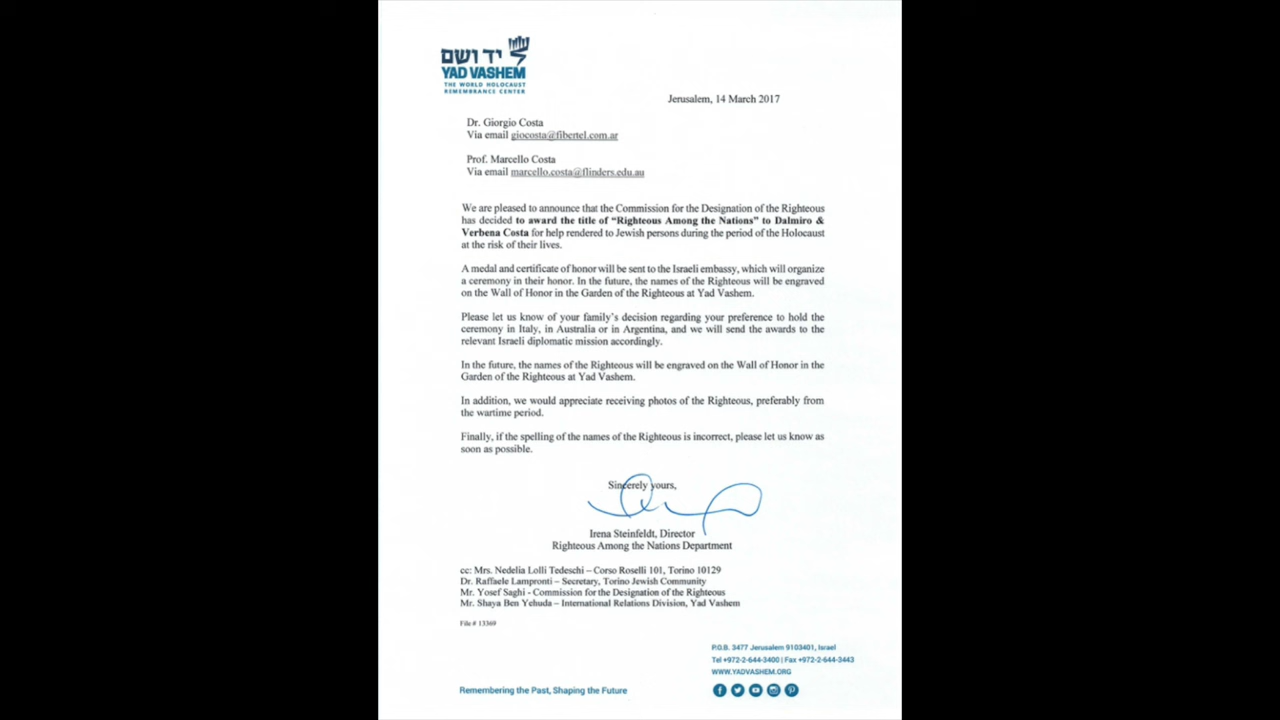 יד ושם
YAD VASHEM
THE WORLD HOLOCAUST
REMEMBRANCE CENTER
Jerusalem, 14 March 2017
Dr. Giorgio Costa
Via email giocosta@fibertel.com.ar
Prof. Marcello Costa
Via email marcello.costa@flinders.edu.au
We are pleased to announce that the Commission for the Designation of the Righteous
has decided to award the title of “Righteous Among the Nations” to Dalmiro &
Verbena Costa for help rendered to Jewish persons during the period of the Holocaust
at the risk of their lives.
A medal and certificate of honor will be sent to the Israeli embassy, which will organize
a ceremony in their honor. In the future, the names of the Righteous will be engraved
on the Wall of Honor in the Garden of the Righteous at Yad Vashem.
Please let us know of your family’s decision regarding your preference to hold the
ceremony in Italy, in Australia or in Argentina, and we will send the awards to the
relevant Israeli diplomatic mission accordingly.
In the future, the names of the Righteous will be engraved on the Wall of Honor in the
Garden of the Righteous at Yad Vashem.
In addition, we would appreciate receiving photos of the Righteous, preferably from
the wartime period.
Finally, if the spelling of the names of the Righteous is incorrect, please let us know as
soon as possible.
Sincerely yours,
Irena Steinfeldt, Director
Righteous Among the Nations Department
cc: Mrs. Nedelia Lolli Tedeschi – Corso Roselli 101, Torino 10129
Dr. Raffaele Lampronti – Secretary, Torino Jewish Community
Mr. Yosef Saghi - Commission for the Designation of the Righteous
Mr. Shaya Ben Yehuda – International Relations Division, Yad Vashem
File # 13369
P.O.B. 3477 Jerusalem 9103401, Israel
Tel +972-2-644-3400 | Fax +972-2-644-3443
WWW.YADVASHEM.ORG
Remembering the Past, Shaping the Future